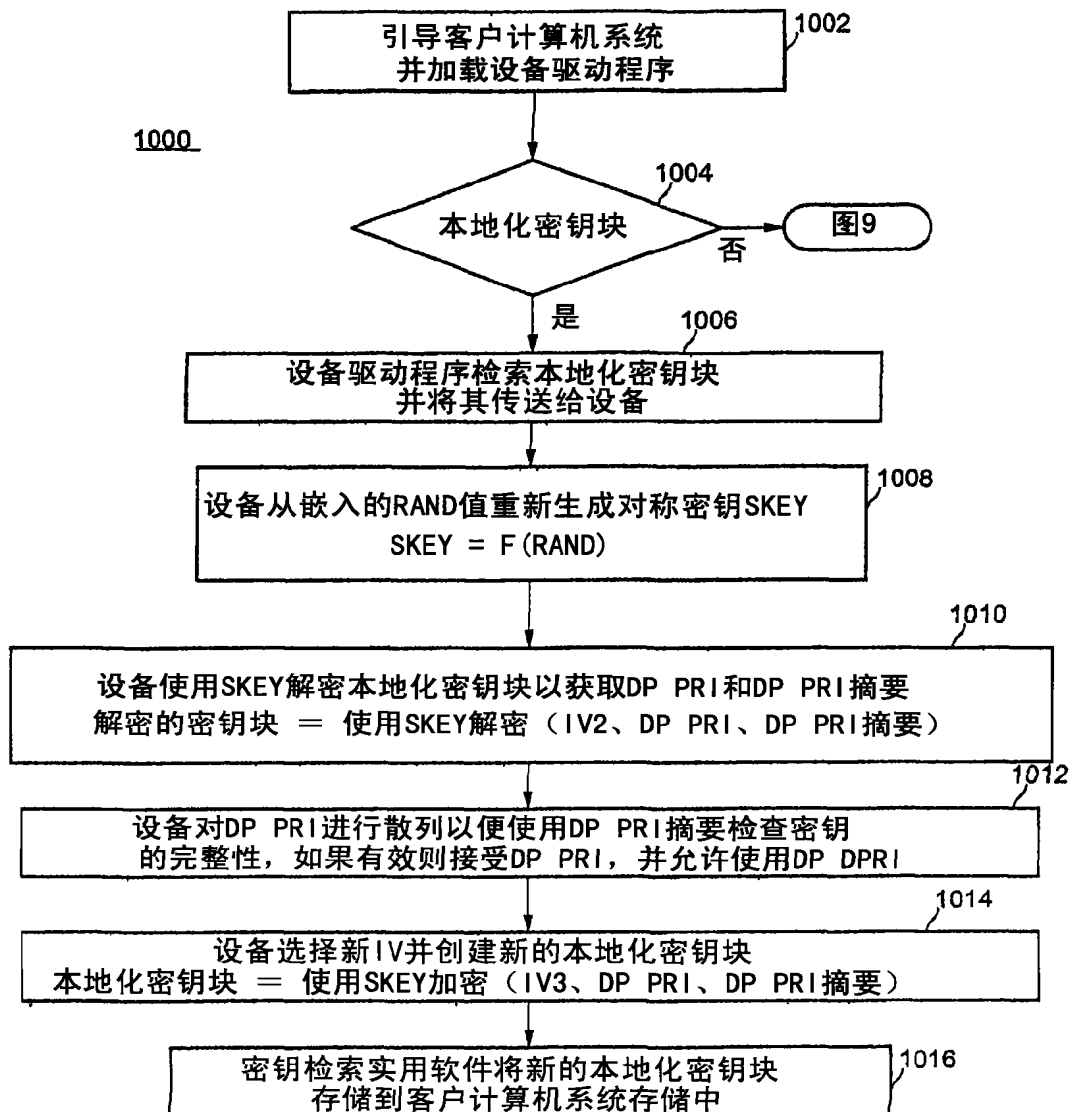 引导客户计算机系统
并加载设备驱动程序
1002
1000
1004
本地化密钥块
否
图9
是
1006
设备驱动程序检索本地化密钥块
并将其传送给设备
1008
设备从嵌入的RAND值重新生成对称密钥SKEY
SKEY = F(RAND)
1010
设备使用SKEY解密本地化密钥块以获取DP PRI和DP PRI摘要
解密的密钥块 = 使用SKEY解密（IV2、DP PRI、DP PRI摘要）
1012
设备对DP PRI进行散列以便使用DP PRI摘要检查密钥
的完整性，如果有效则接受DP PRI，并允许使用DP DPRI
1014
设备选择新IV并创建新的本地化密钥块
本地化密钥块 = 使用SKEY加密（IV3、DP PRI、DP PRI摘要）
1016
密钥检索实用软件将新的本地化密钥块
存储到客户计算机系统存储中